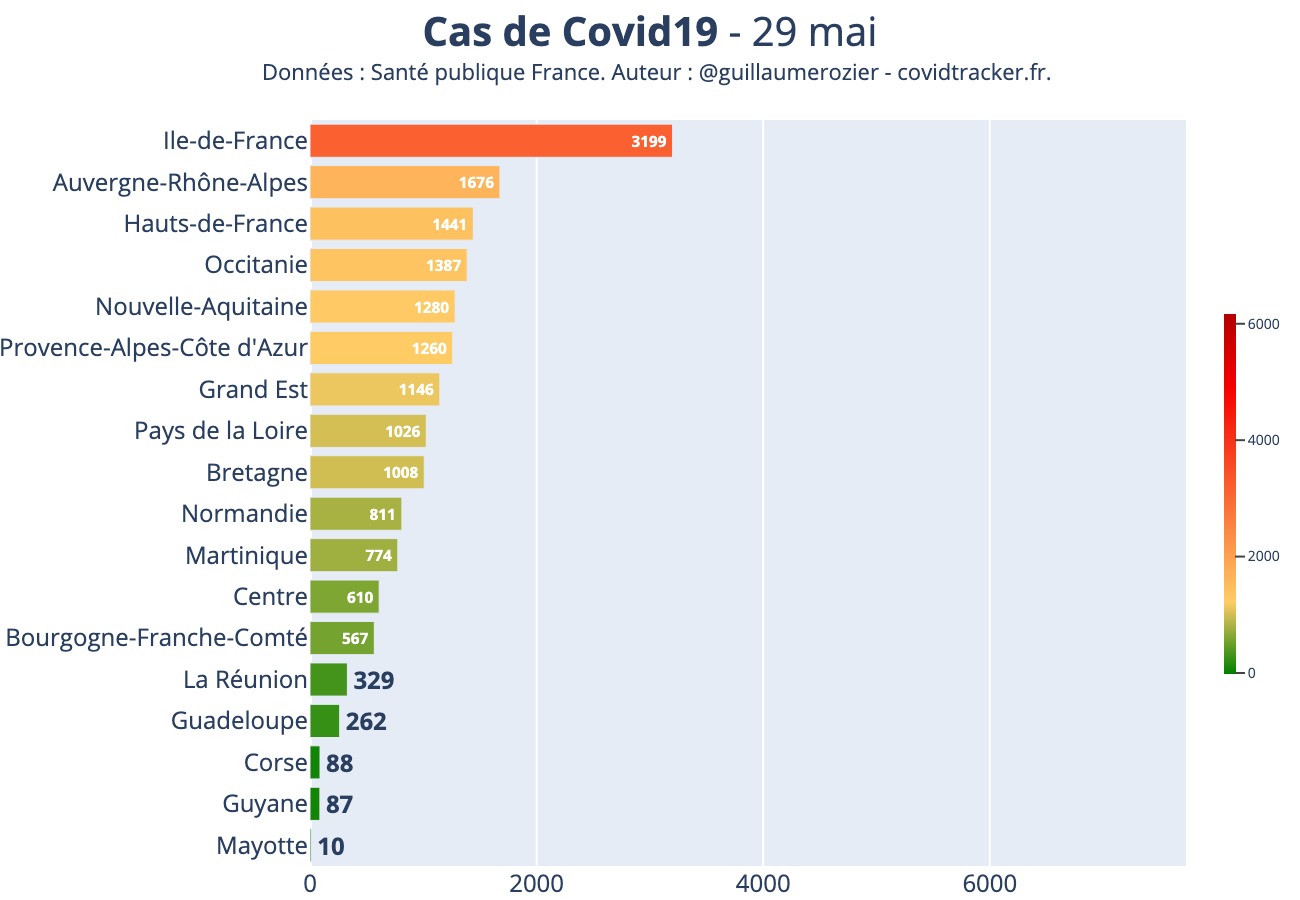 Cas de Covid19 - 29 mai
Données : Santé publique France. Auteur : @guillaumerozier - covidtracker.fr.
Ile-de-France 3199
Auvergne-Rhône-Alpes 1676
Hauts-de-France 1441
Occitanie 1387
Nouvelle-Aquitaine 1280
Provence-Alpes-Côte d'Azur 1260
Grand Est 1146
Pays de la Loire 1026
Bretagne 1008
Normandie 811
Martinique 774
Centre 610
Bourgogne-Franche-Comté 567
La Réunion 329
Guadeloupe 262
Corse 88
Guyane 87
Mayotte 10
0 2000 4000 6000
6000
4000
2000
0